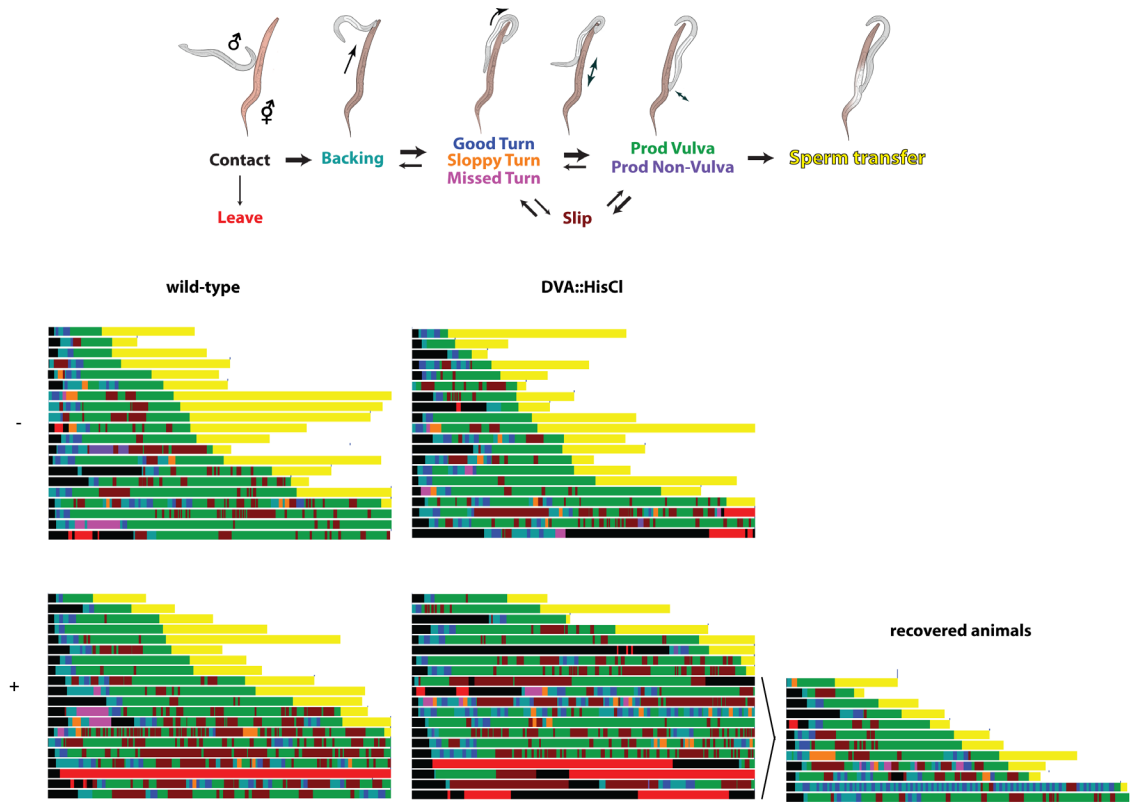 ♂
⚥
Contact
Backing
Good Turn
Sloppy Turn
Missed Turn
Prod Vulva
Prod Non-Vulva
Sperm transfer
Leave
Slip
wild-type
DVA::HisCl
-
recovered animals
+